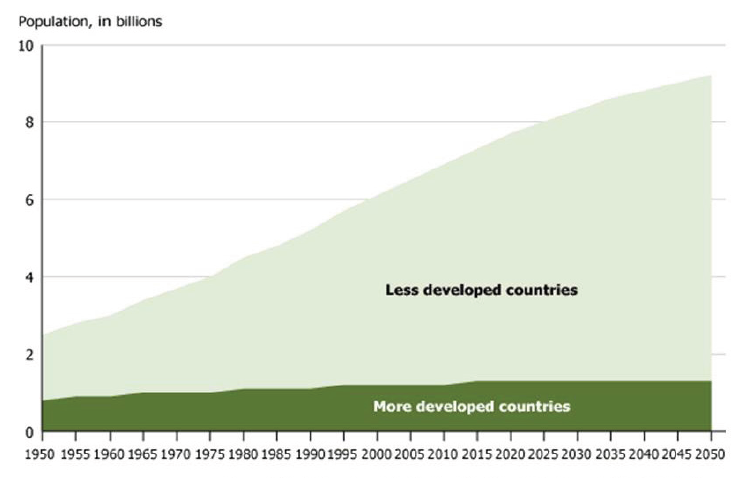 Population, in billions
10
8
6
4
Less developed countries
2
More developed countries
0
1950 1955 1960 1965 1970 1975 1980 1985 1990 1995 2000 2005 2010 2015 2020 2025 2030 2035 2040 2045 2050